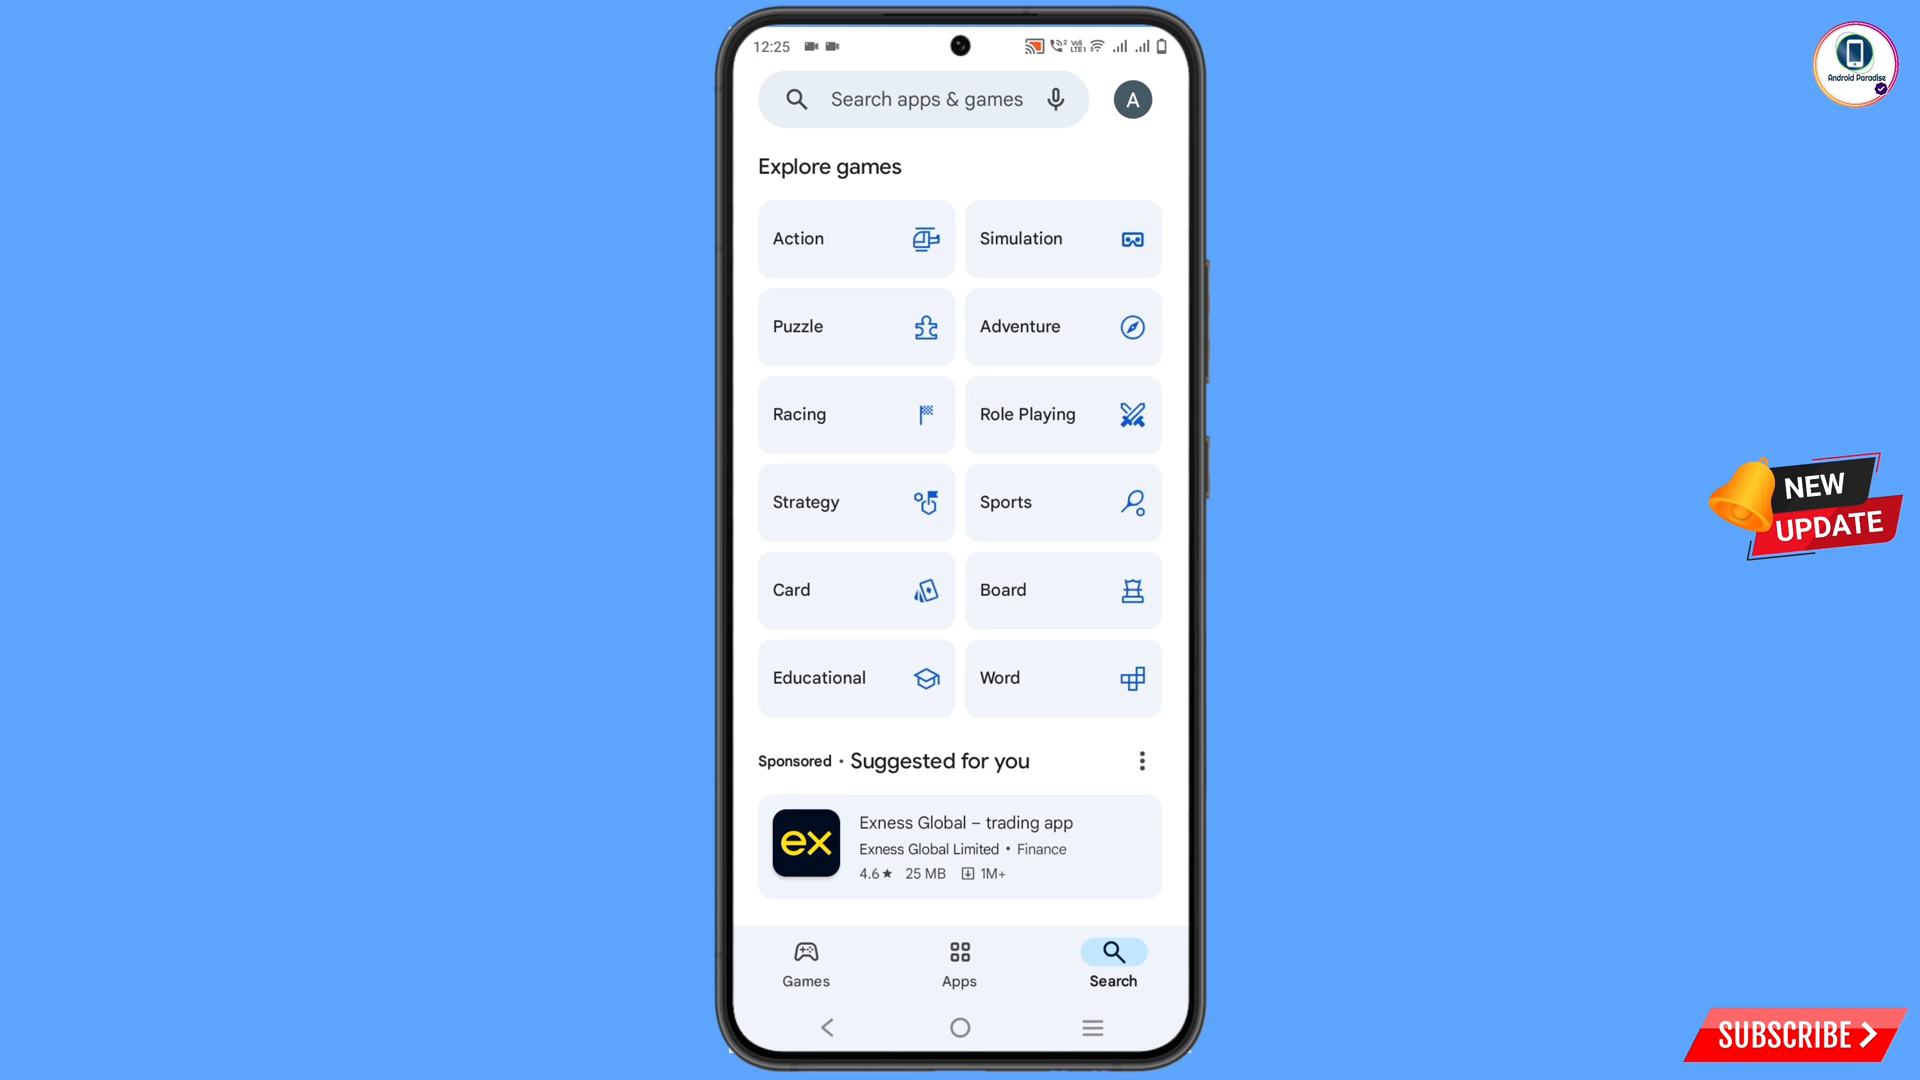 12:25
Search apps & games
A
Explore games
Action
Simulation
Puzzle
Adventure
Racing
Role Playing
Strategy
Sports
Card
Board
Educational
Word
Sponsored • Suggested for you
ex
Exness Global – trading app
Exness Global Limited • Finance
4.6★ 25 MB 1M+
Games
Apps
Search
Android Paradise
NEW
UPDATE
SUBSCRIBE